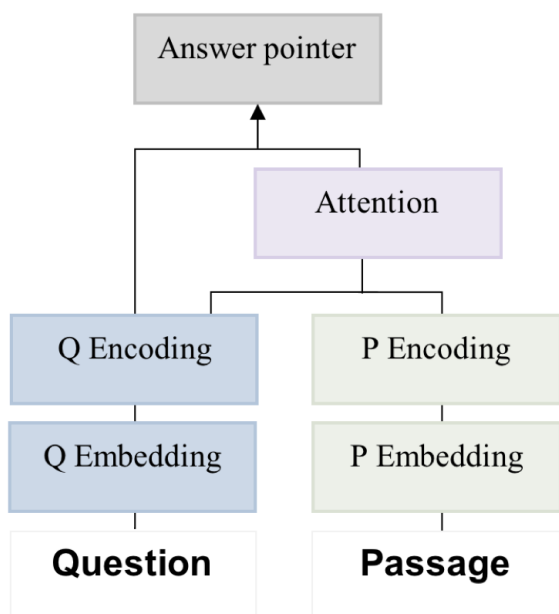 Answer pointer
Attention
Q Encoding
P Encoding
Q Embedding
P Embedding
Question
Passage